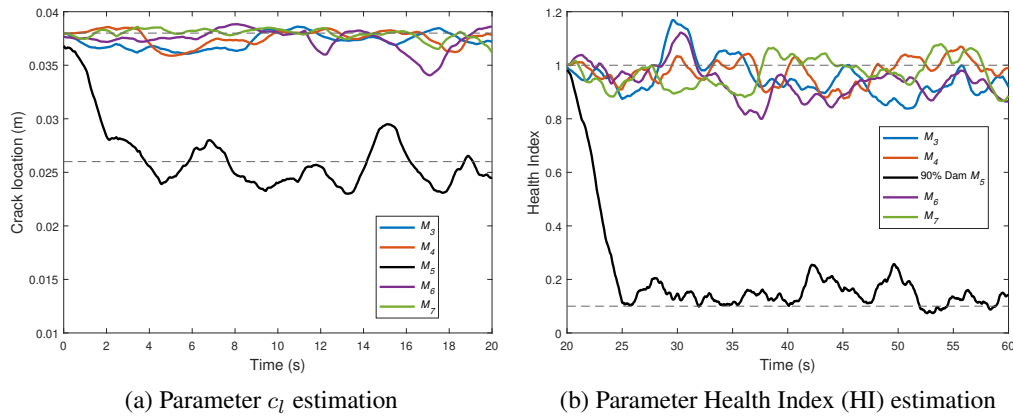 Crack location (m)
0.04
0.035
0.03
0.025
0.02
0.015
0.01
0 2 4 6 8 10 12 14 16 18 20
Time (s)
M3
M4
M5
M6
M7
(a) Parameter cl estimation
Health Index
1.2
1
0.8
0.6
0.4
0.2
0
20 25 30 35 40 45 50 55 60
Time (s)
M3
M4
90% Dam M5
M6
M7
(b) Parameter Health Index (HI) estimation